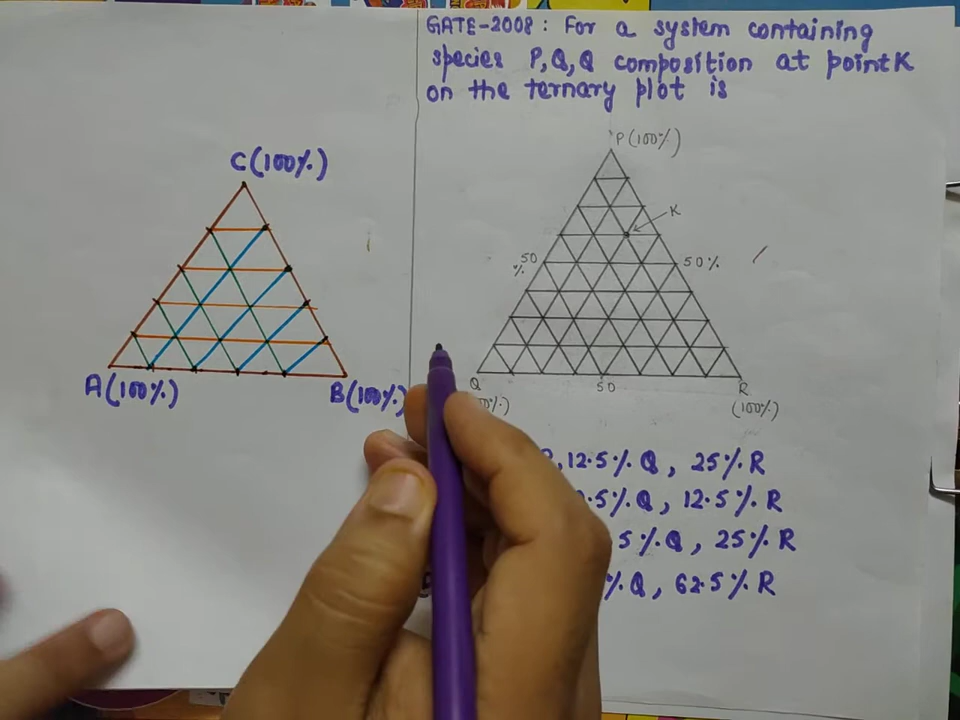 GATE-2008: For a system containing
species P,Q,Q composition at point K
on the ternary plot is
C(100%)
A(100%)
B(100%)
P(100%)
K
50
%
50%
Q
R
50
(100%)
,12.5% Q, 25% R
.5% Q, 12.5% R
5% Q, 25% R
% Q, 62.5% R